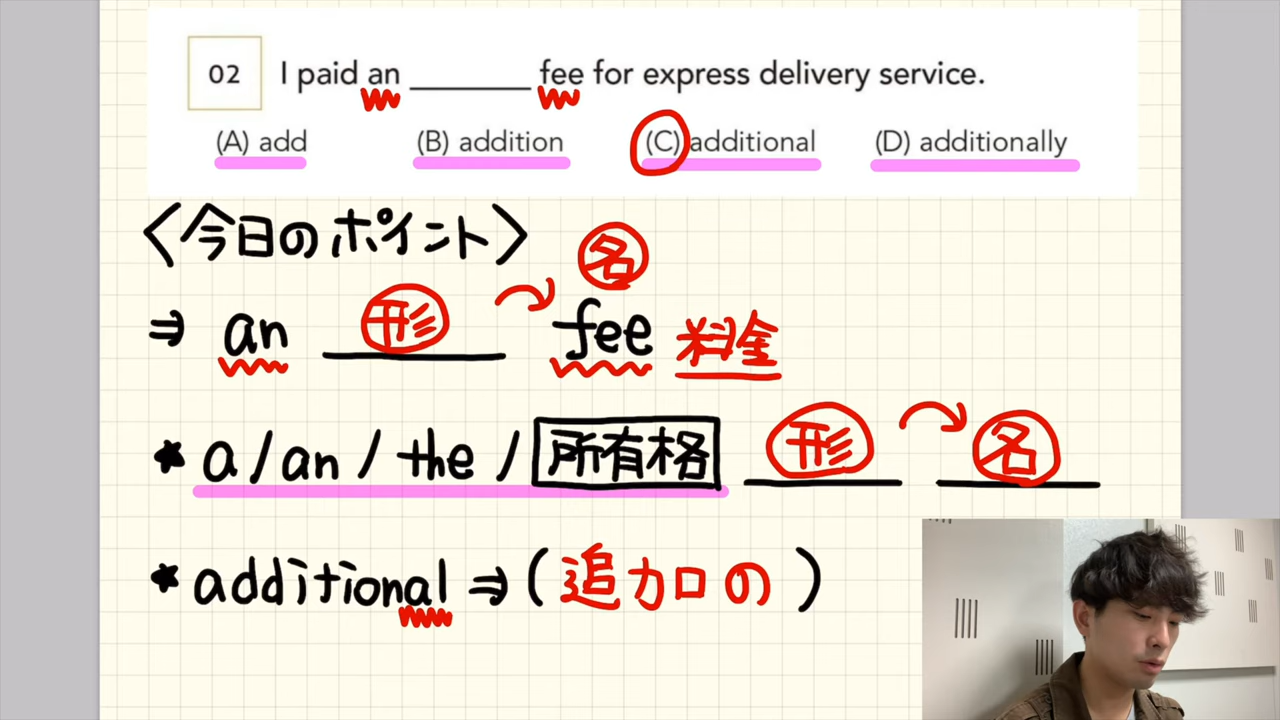 02 I paid an ________ fee for express delivery service.
(A) add (B) addition (C) additional (D) additionally
〈今日のポイント〉
名
⇒ an 形 fee 料金
* a / an / the / 所有格 形 名
* additional ⇒ (追加の)